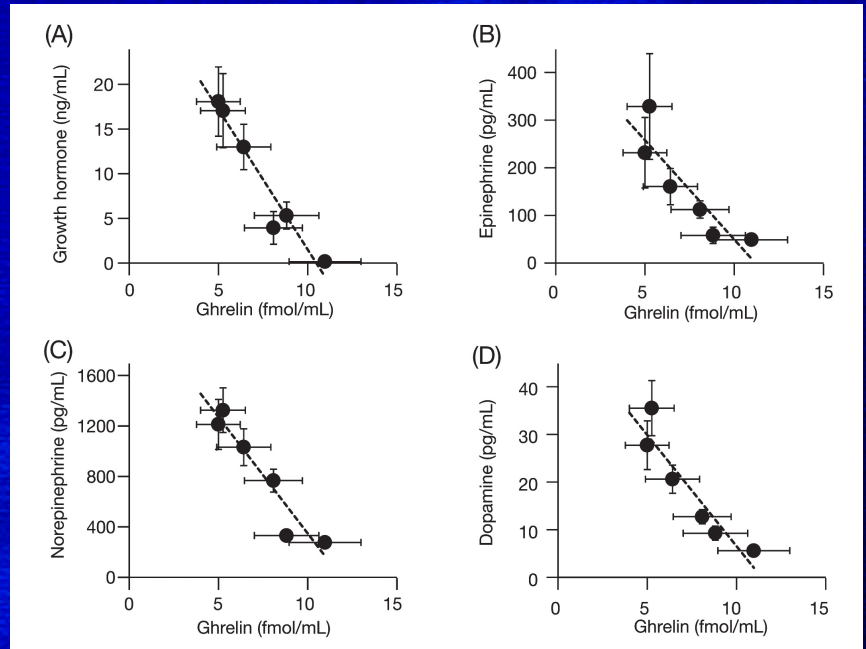 (A)
Growth hormone (ng/mL)
20
15
10
5
0
0 5 10 15
Ghrelin (fmol/mL)
(B)
Epinephrine (pg/mL)
400
300
200
100
0
0 5 10 15
Ghrelin (fmol/mL)
(C)
Norepinephrine (pg/mL)
1600
1200
800
400
0
0 5 10 15
Ghrelin (fmol/mL)
(D)
Dopamine (pg/mL)
40
30
20
10
0
0 5 10 15
Ghrelin (fmol/mL)